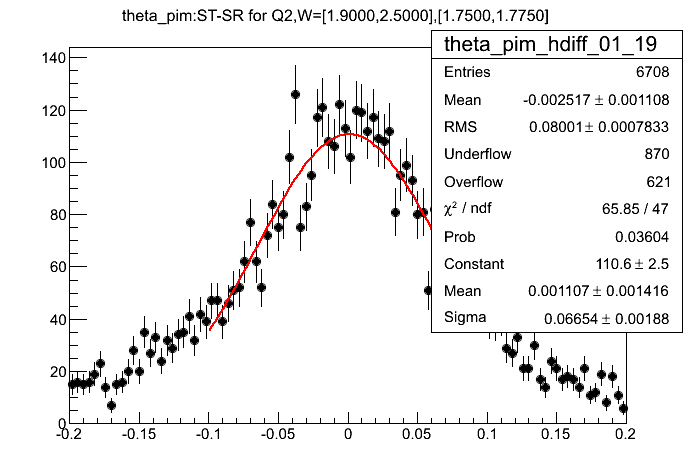 theta_pim:ST-SR for Q2,W=[1.9000,2.5000],[1.7500,1.7750]
theta_pim_hdiff_01_19
Entries 6708
Mean -0.002517 ± 0.001108
RMS 0.08001 ± 0.0007833
Underflow 870
Overflow 621
χ² / ndf 65.85 / 47
Prob 0.03604
Constant 110.6 ± 2.5
Mean 0.001107 ± 0.001416
Sigma 0.06654 ± 0.00188
140
120
100
80
60
40
20
0
-0.2 -0.15 -0.1 -0.05 0 0.05 0.1 0.15 0.2